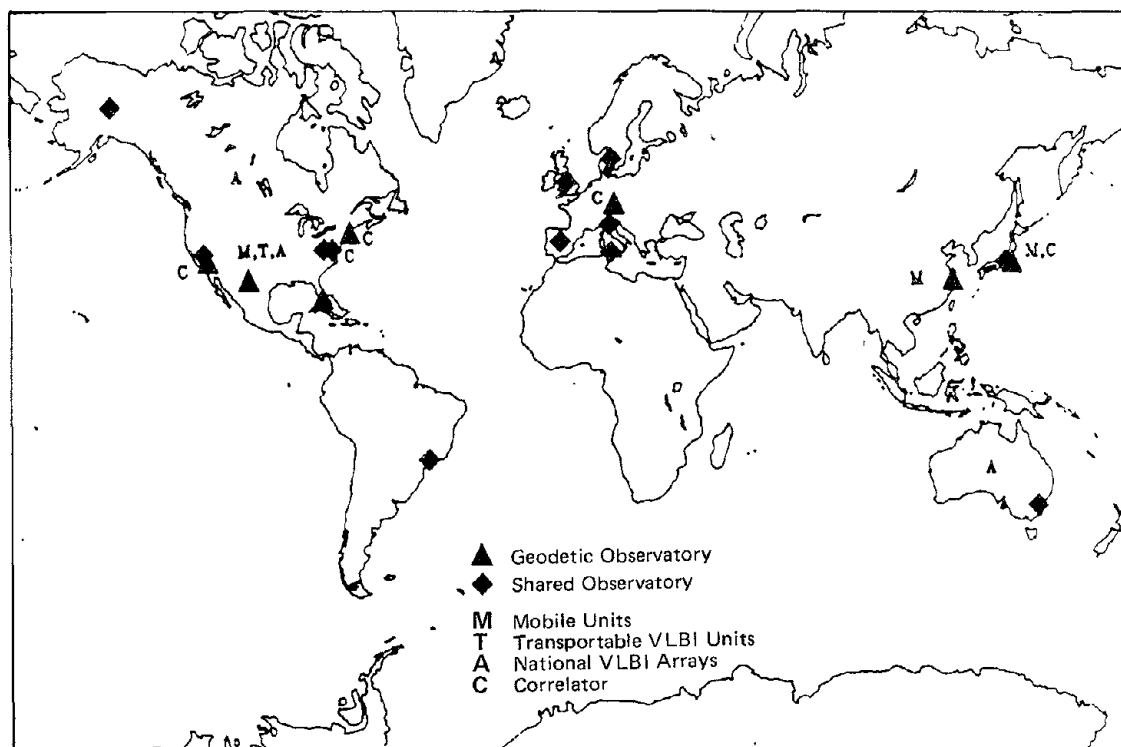 A
C
M,T,A
C
C
C
M
M,C
A
Geodetic Observatory
Shared Observatory
M Mobile Units
T Transportable VLBI Units
A National VLBI Arrays
C Correlator